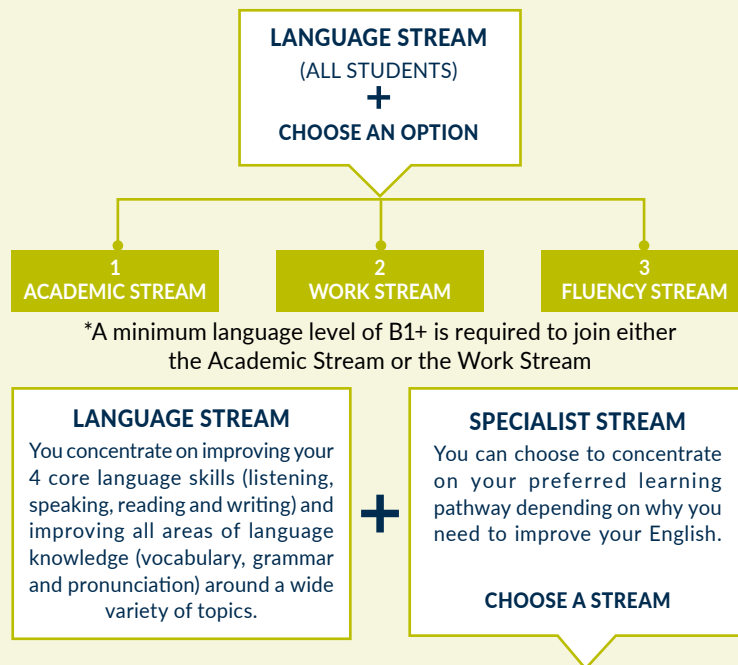 LANGUAGE STREAM
(ALL STUDENTS)
+
CHOOSE AN OPTION
1
ACADEMIC STREAM
2
WORK STREAM
3
FLUENCY STREAM
*A minimum language level of B1+ is required to join either
the Academic Stream or the Work Stream
LANGUAGE STREAM
You concentrate on improving your
4 core language skills (listening,
speaking, reading and writing) and
improving all areas of language
knowledge (vocabulary, grammar
and pronunciation) around a wide
variety of topics.
+
SPECIALIST STREAM
You can choose to concentrate
on your preferred learning
pathway depending on why you
need to improve your English.
CHOOSE A STREAM